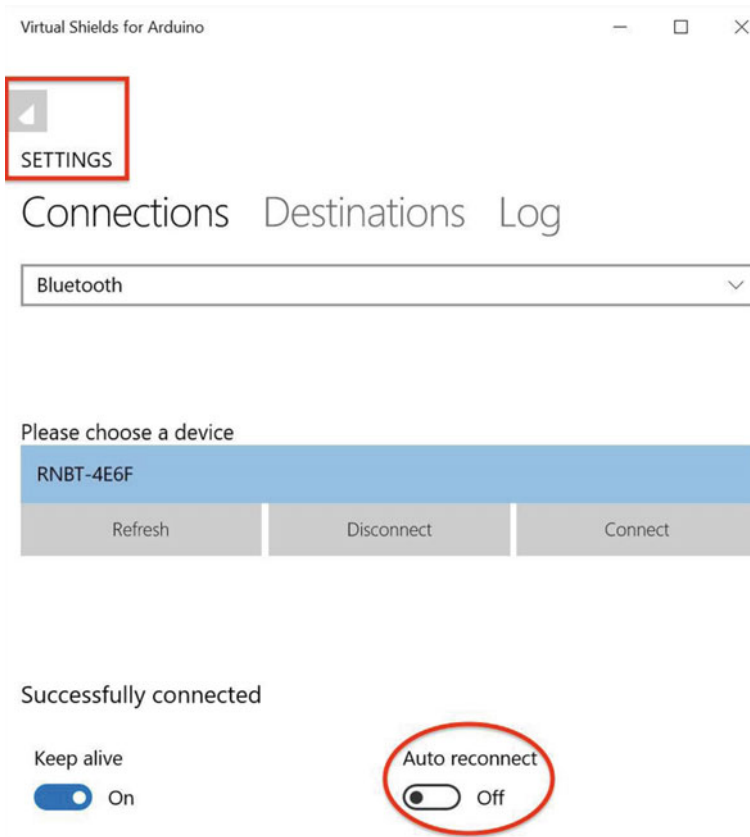 Virtual Shields for Arduino
SETTINGS
Connections Destinations Log
Bluetooth
Please choose a device
RNBT-4E6F
Refresh Disconnect Connect
Successfully connected
Keep alive Auto reconnect
On Off